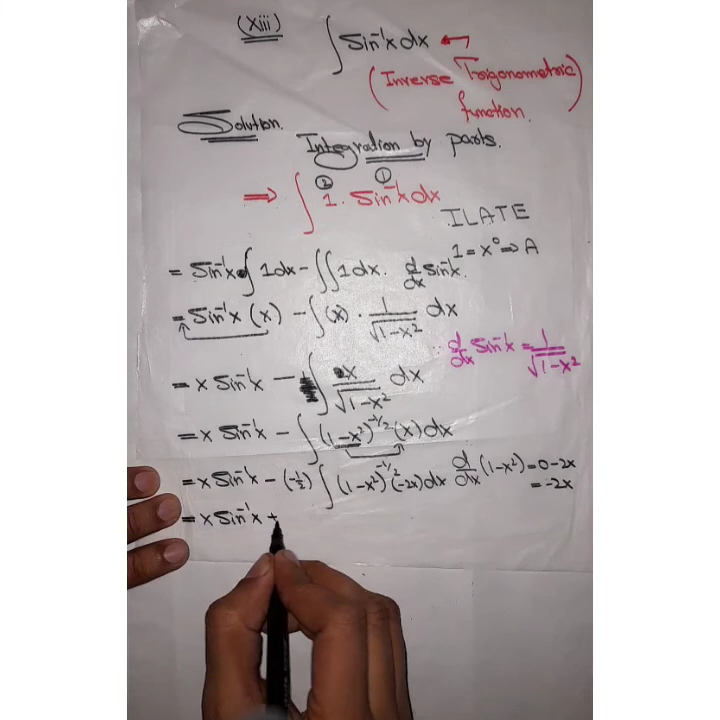 (xiii) ∫ Sin⁻¹x dx ←
(Inverse Trigonometric)
function.
Solution.
Integration by parts.
② ①
⇒ ∫ 1. Sin⁻¹x dx
ILATE
1 = x⁰ ⇒ A
= Sin⁻¹x ∫ 1dx - ∫∫ 1dx. d/dx Sin⁻¹x.
= Sin⁻¹x (x) - ∫ (x) · 1/√(1-x²) dx
∵ d/dx Sin⁻¹x = 1/√(1-x²)
= x Sin⁻¹x - ∫ x/√(1-x²) dx
= x Sin⁻¹x - ∫ (1-x²)^(-1/2) (x) dx
= x Sin⁻¹x - (-1/2) ∫ (1-x²)^(-1/2) (-2x) dx d/dx (1-x²) = 0-2x
= -2x
= x Sin⁻¹x +